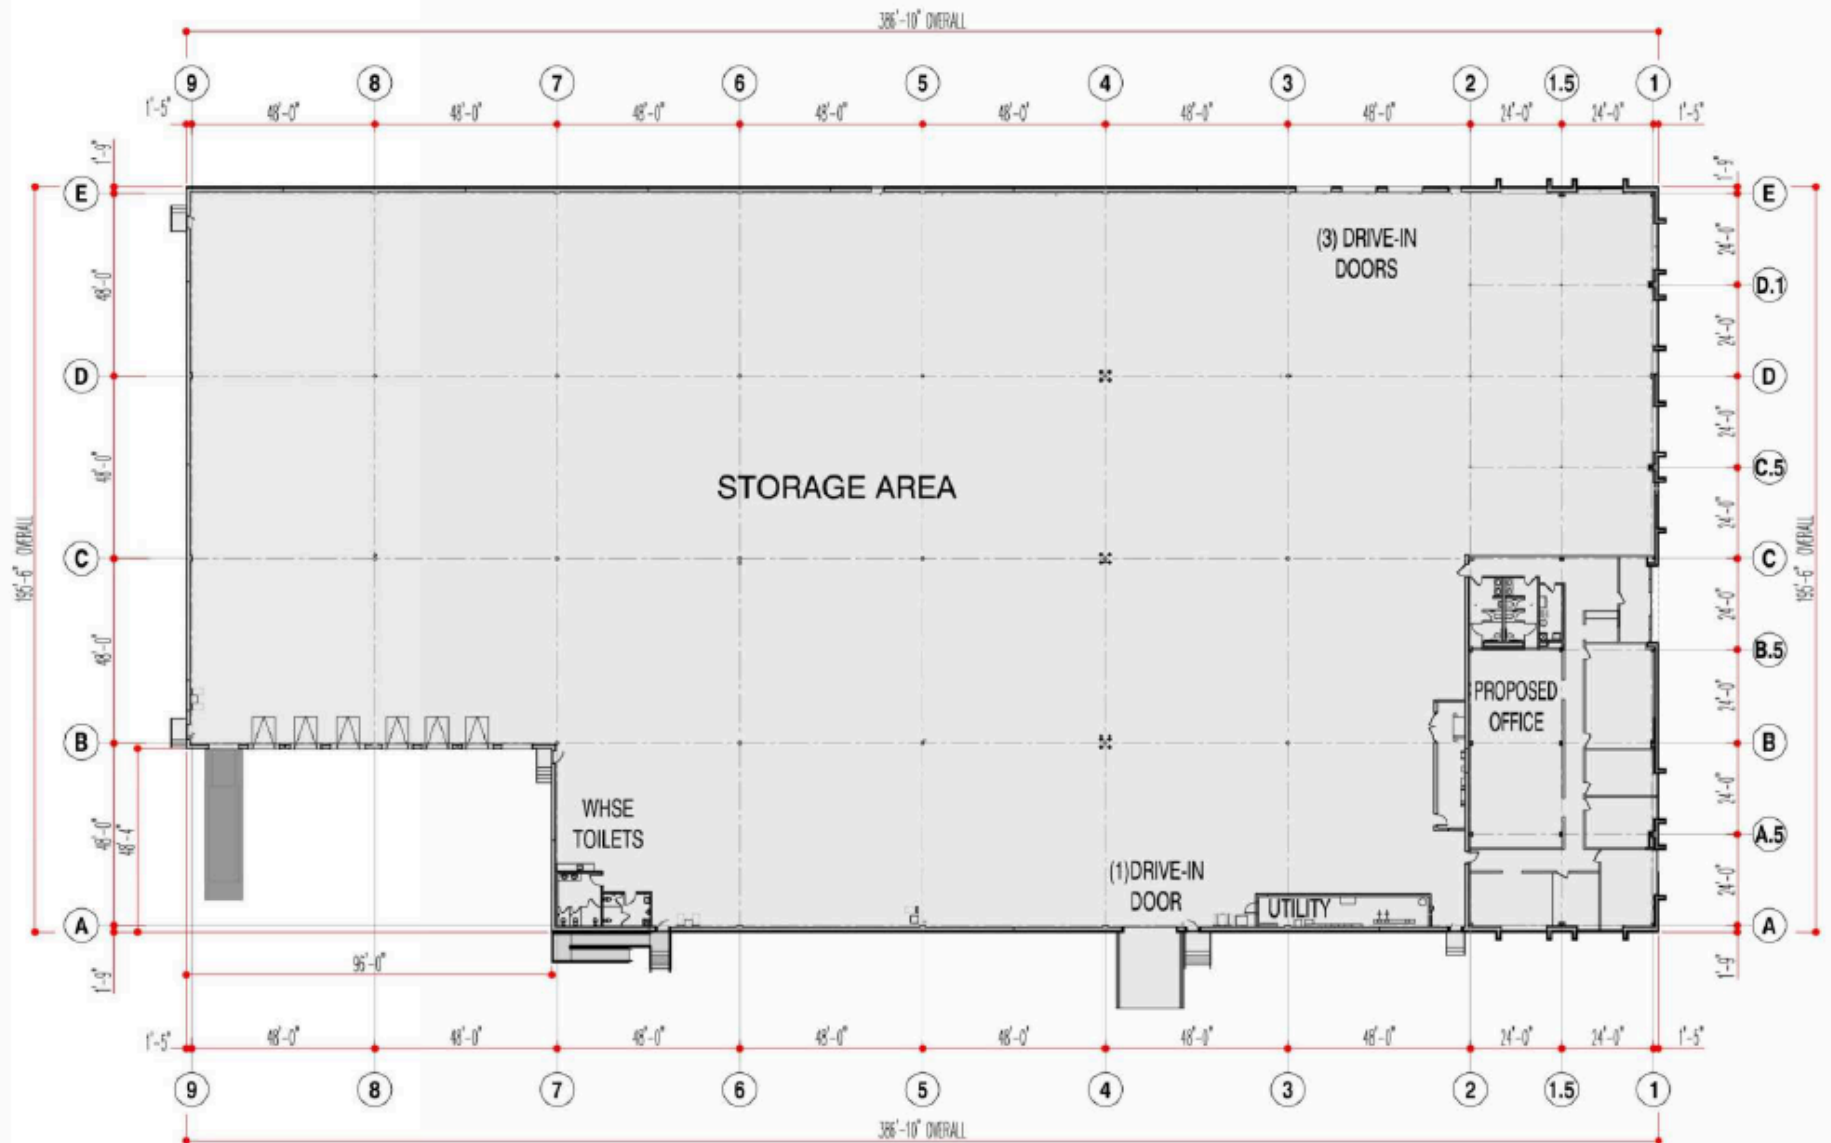 386'-10" OVERALL
9 8 7 6 5 4 3 2 1.5 1
1'-5" 48'-0" 48'-0" 48'-0" 48'-0" 48'-0" 48'-0" 48'-0" 24'-0" 24'-0" 1'-5"
1'-9"
1'-9"
E
E
(3) DRIVE-IN
DOORS
48'-0"
24'-0"
D.1
24'-0"
D
D
48'-0"
24'-0"
STORAGE AREA
C.5
24'-0"
195'-6" OVERALL
195'-6" OVERALL
C
C
48'-0"
24'-0"
B.5
PROPOSED
OFFICE
24'-0"
B
B
WHSE
TOILETS
48'-0"
48'-4"
24'-0"
A.5
(1)DRIVE-IN
DOOR
UTILITY
24'-0"
A
A
96'-0"
1'-9"
1'-9"
1'-5" 48'-0" 48'-0" 48'-0" 48'-0" 48'-0" 48'-0" 48'-0" 24'-0" 24'-0" 1'-5"
9 8 7 6 5 4 3 2 1.5 1
386'-10" OVERALL